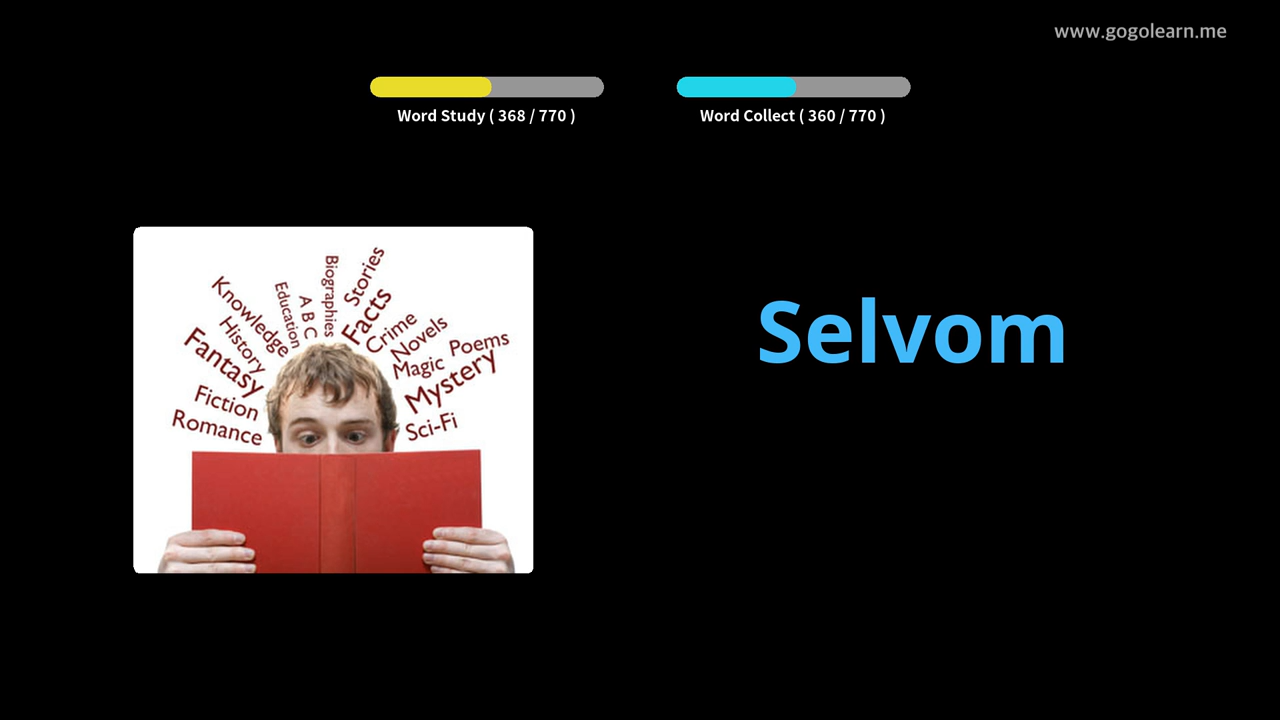 www.gogolearn.me
Word Study ( 368 / 770 )
Word Collect ( 360 / 770 )
Selvom
Biographies
Stories
Education
A B C
Facts
Knowledge
History
Crime
Novels
Fantasy
Magic
Poems
Mystery
Fiction
Romance
Sci-Fi